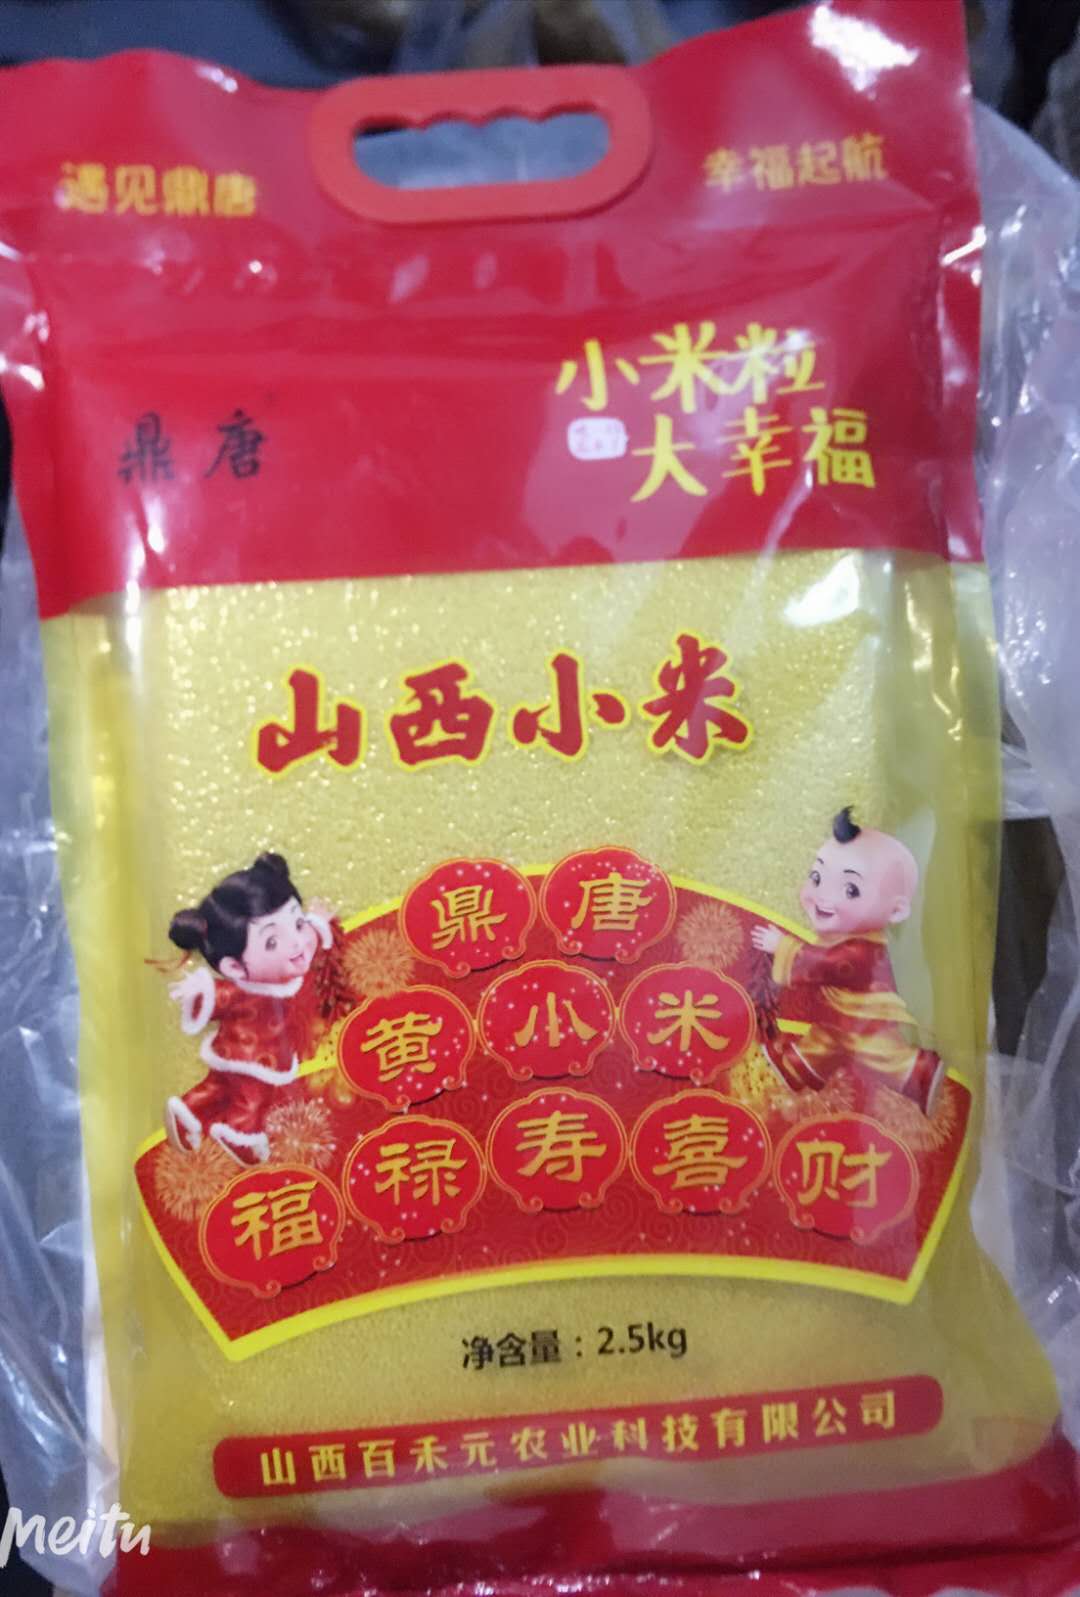 遇见鼎唐
幸福起航
小米粒
大幸福
鼎唐
山西小米
鼎唐
黄小米
福禄寿喜财
净含量：2.5kg
山西百禾元农业科技有限公司
Meitu